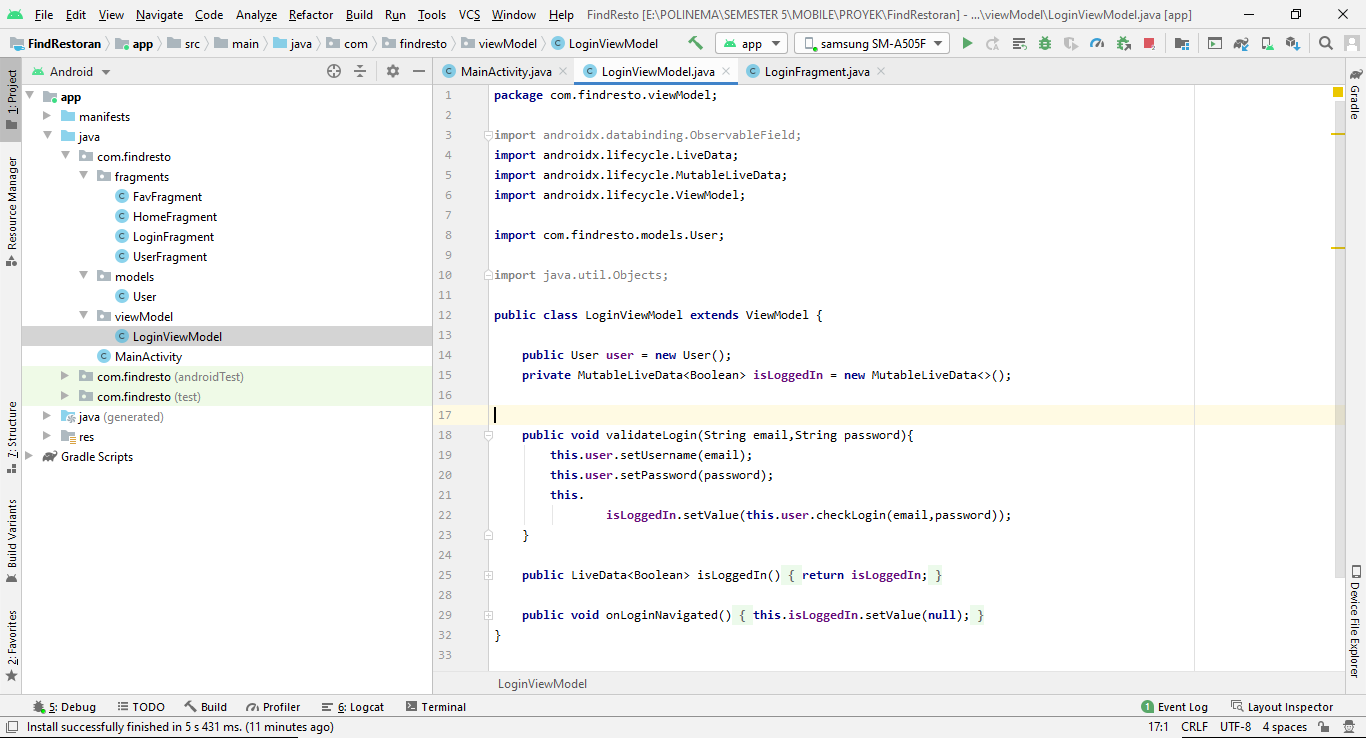 File Edit View Navigate Code Analyze Refactor Build Run Tools VCS Window Help FindResto [E:\POLINEMA\SEMESTER 5\MOBILE\PROYEK\FindRestoran] - ...\viewModel\LoginViewModel.java [app]
FindRestoran app src main java com findresto viewModel LoginViewModel app samsung SM-A505F
Android
MainActivity.java LoginViewModel.java LoginFragment.java
1: Project
Resource Manager
7: Structure
Build Variants
2: Favorites
app
manifests
java
com.findresto
fragments
FavFragment
HomeFragment
LoginFragment
UserFragment
models
User
viewModel
LoginViewModel
MainActivity
com.findresto (androidTest)
com.findresto (test)
java (generated)
res
Gradle Scripts
1 package com.findresto.viewModel;
2
3 import androidx.databinding.ObservableField;
4 import androidx.lifecycle.LiveData;
5 import androidx.lifecycle.MutableLiveData;
6 import androidx.lifecycle.ViewModel;
7
8 import com.findresto.models.User;
9
10 import java.util.Objects;
11
12 public class LoginViewModel extends ViewModel {
13
14 public User user = new User();
15 private MutableLiveData<Boolean> isLoggedIn = new MutableLiveData<>();
16
17
18 public void validateLogin(String email,String password){
19 this.user.setUsername(email);
20 this.user.setPassword(password);
21 this.
22 isLoggedIn.setValue(this.user.checkLogin(email,password));
23 }
24
25 public LiveData<Boolean> isLoggedIn() { return isLoggedIn; }
28
29 public void onLoginNavigated() { this.isLoggedIn.setValue(null); }
32 }
33
LoginViewModel
Gradle
Device File Explorer
5: Debug TODO Build Profiler 6: Logcat Terminal 1 Event Log Layout Inspector
Install successfully finished in 5 s 431 ms. (11 minutes ago) 17:1 CRLF UTF-8 4 spaces